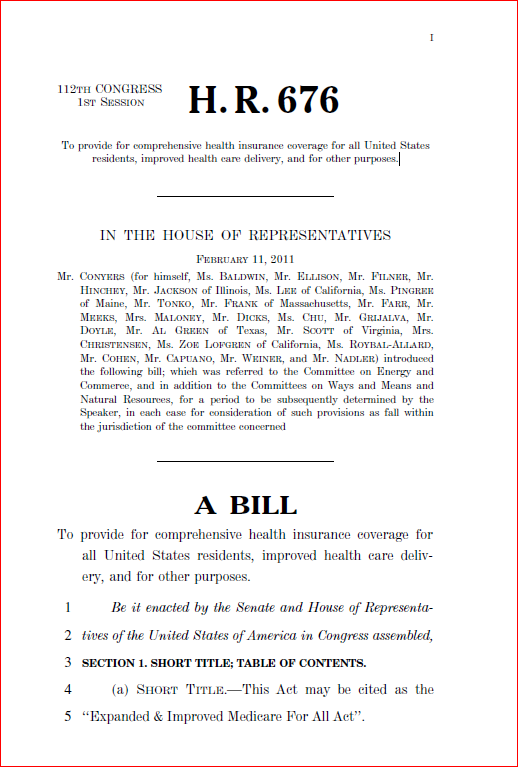 I
112TH CONGRESS
1ST SESSION
H. R. 676
To provide for comprehensive health insurance coverage for all United States
residents, improved health care delivery, and for other purposes.
IN THE HOUSE OF REPRESENTATIVES
FEBRUARY 11, 2011
Mr. CONYERS (for himself, Ms. BALDWIN, Mr. ELLISON, Mr. FILNER, Mr.
HINCHEY, Mr. JACKSON of Illinois, Ms. LEE of California, Ms. PINGREE
of Maine, Mr. TONKO, Mr. FRANK of Massachusetts, Mr. FARR, Mr.
MEEKS, Mrs. MALONEY, Mr. DICKS, Ms. CHU, Mr. GRIJALVA, Mr.
DOYLE, Mr. AL GREEN of Texas, Mr. SCOTT of Virginia, Mrs.
CHRISTENSEN, Ms. ZOE LOFGREN of California, Ms. ROYBAL-ALLARD,
Mr. COHEN, Mr. CAPUANO, Mr. WEINER, and Mr. NADLER) introduced
the following bill; which was referred to the Committee on Energy and
Commerce, and in addition to the Committees on Ways and Means and
Natural Resources, for a period to be subsequently determined by the
Speaker, in each case for consideration of such provisions as fall within
the jurisdiction of the committee concerned
A BILL
To provide for comprehensive health insurance coverage for
all United States residents, improved health care deliv-
ery, and for other purposes.
1 Be it enacted by the Senate and House of Representa-
2 tives of the United States of America in Congress assembled,
3 SECTION 1. SHORT TITLE; TABLE OF CONTENTS.
4 (a) SHORT TITLE.—This Act may be cited as the
5 ‘‘Expanded & Improved Medicare For All Act’’.